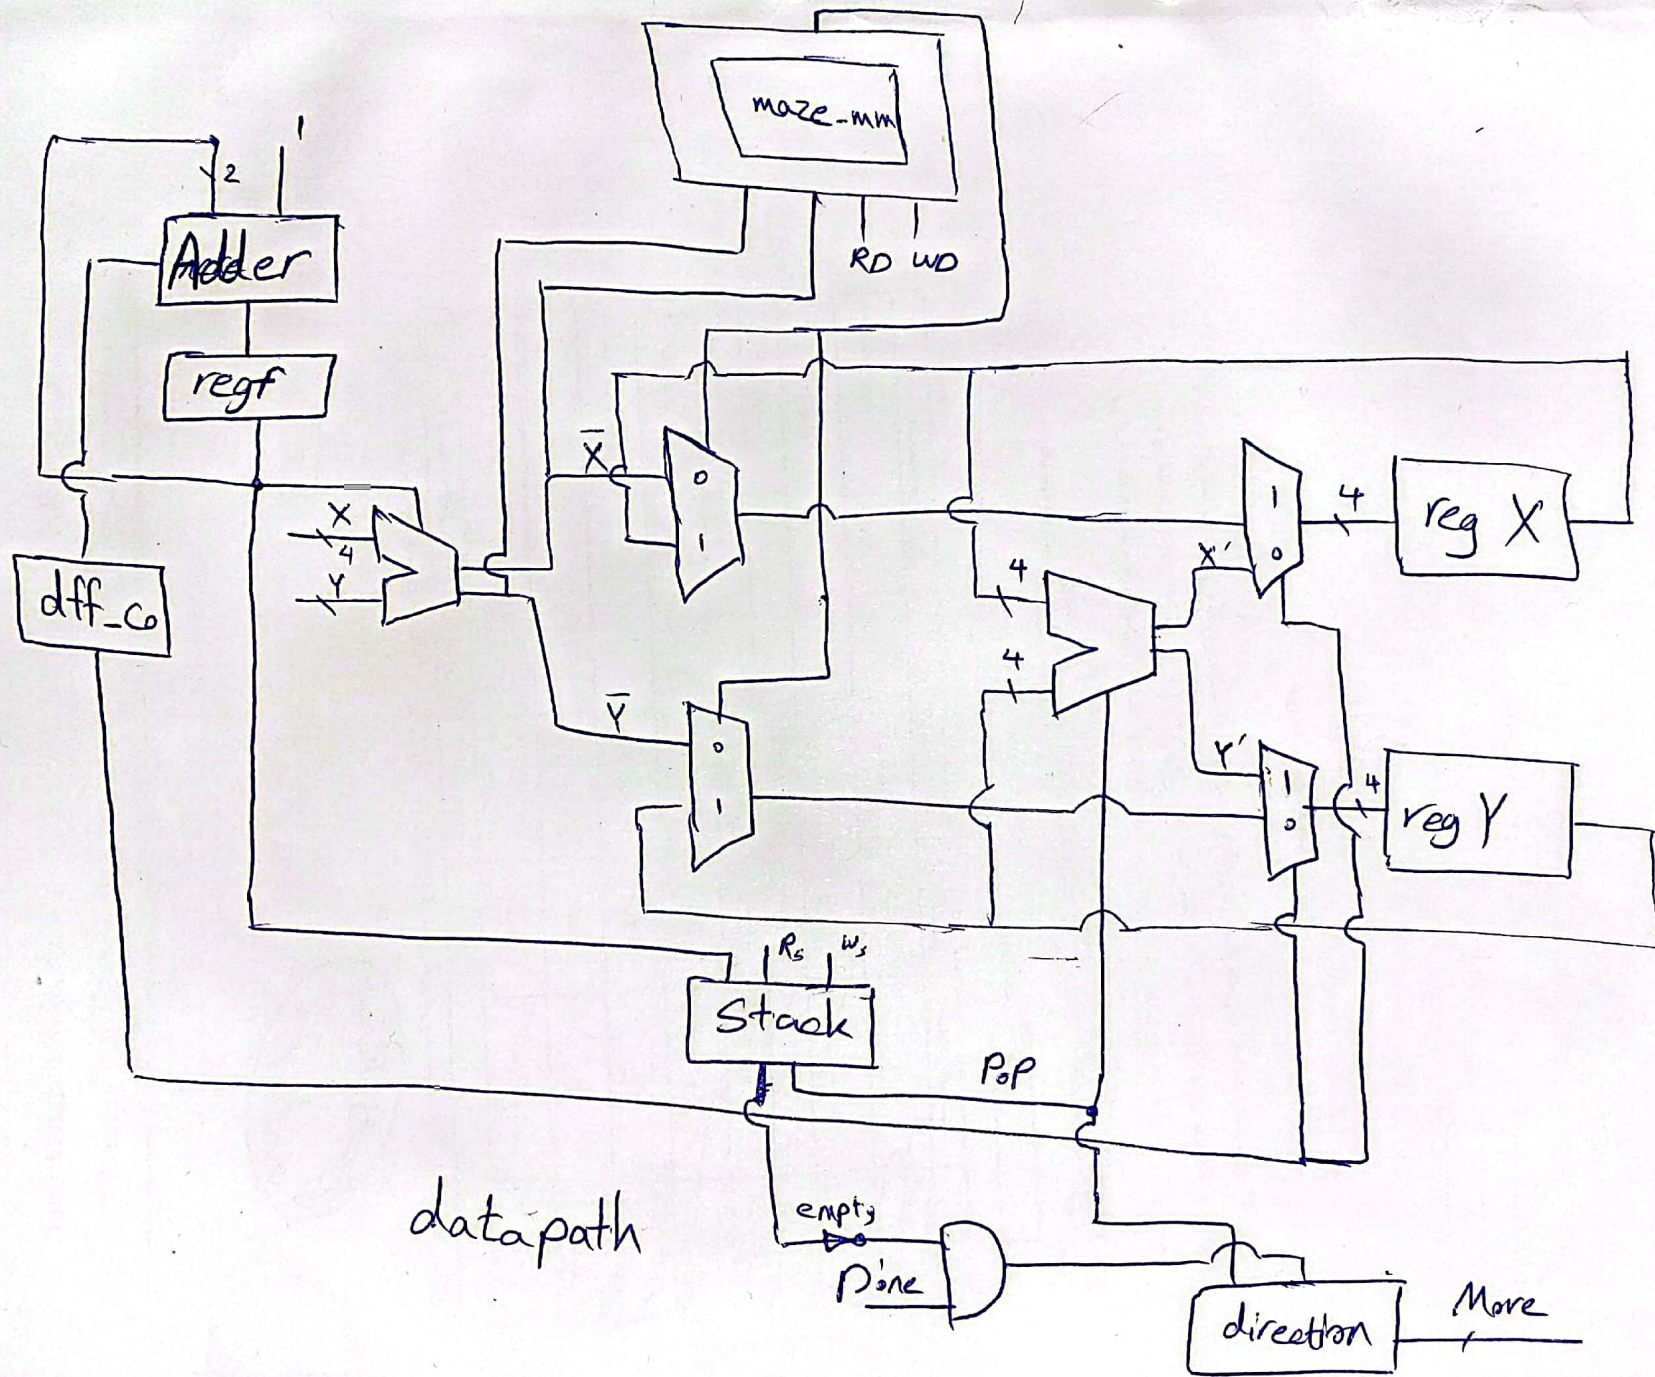 maze_mm
1
2
Adder
RD WD
regf
X̅
0
1
X
4
Y
1
0
4
reg X
X'
dff_Co
4
4
Y̅
0
1
Y'
1
0
4
reg Y
Rs Ws
Stack
PoP
datapath
empty
Done
direction
Move